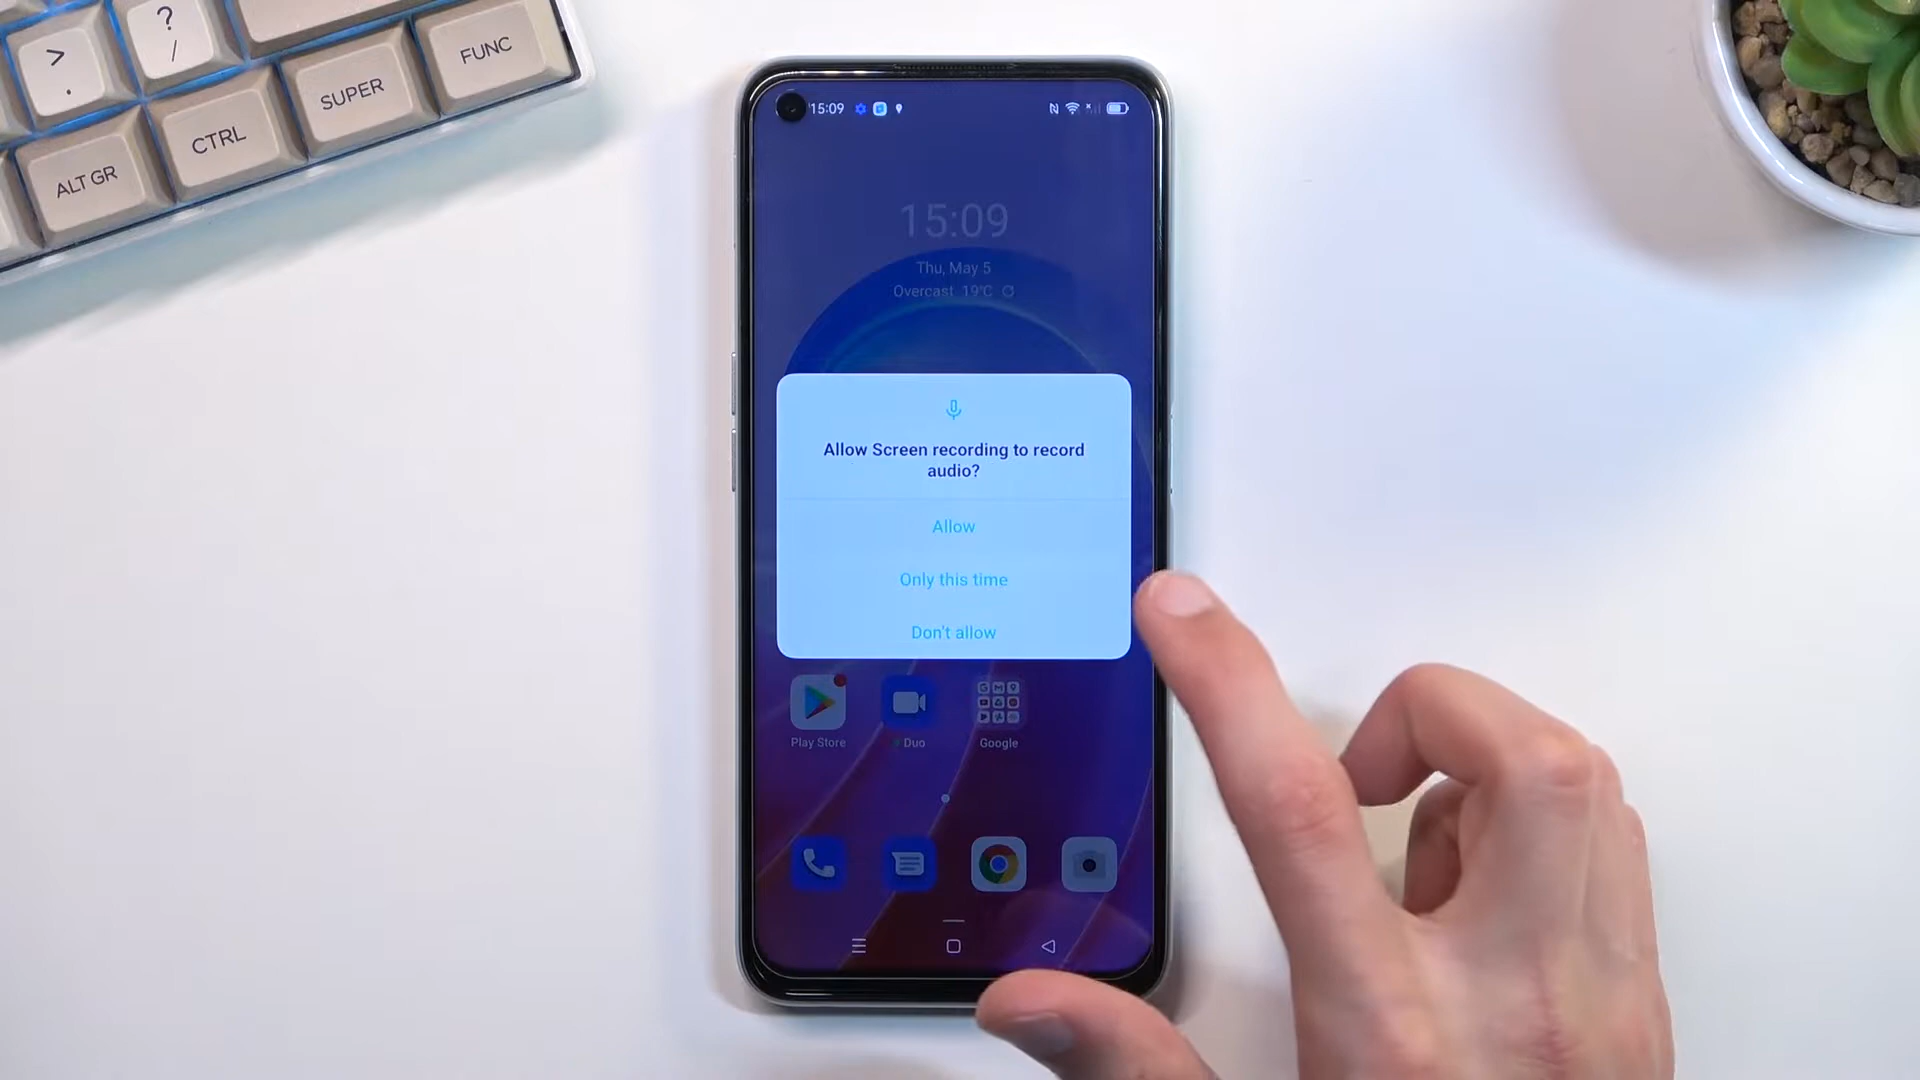 >
.
?
/
FUNC
SUPER
CTRL
ALT GR
15:09
15:09
Thu, May 5
Overcast 19°C
Allow Screen recording to record
audio?
Allow
Only this time
Don't allow
Play Store
Duo
Google